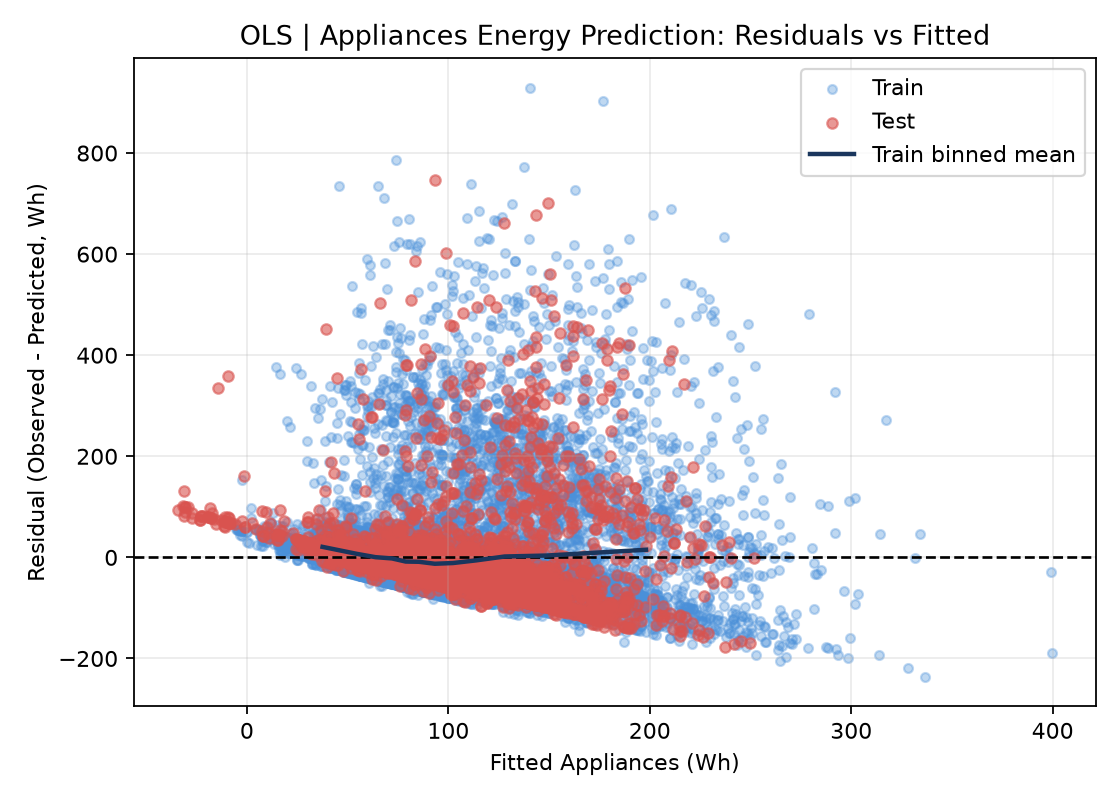 OLS | Appliances Energy Prediction: Residuals vs Fitted
Train
Test
Train binned mean
Residual (Observed - Predicted, Wh)
800
600
400
200
0
−200
0
100
200
300
400
Fitted Appliances (Wh)